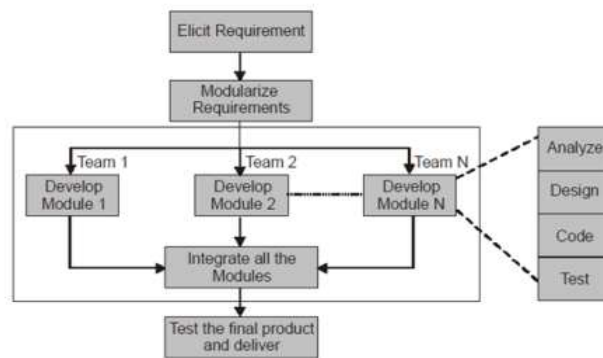 Elicit Requirement
Modularize
Requirements
Team 1
Team 2
Team N
Develop
Module 1
Develop
Module 2
Develop
Module N
Analyze
Design
Code
Test
Integrate all the
Modules
Test the final product
and deliver